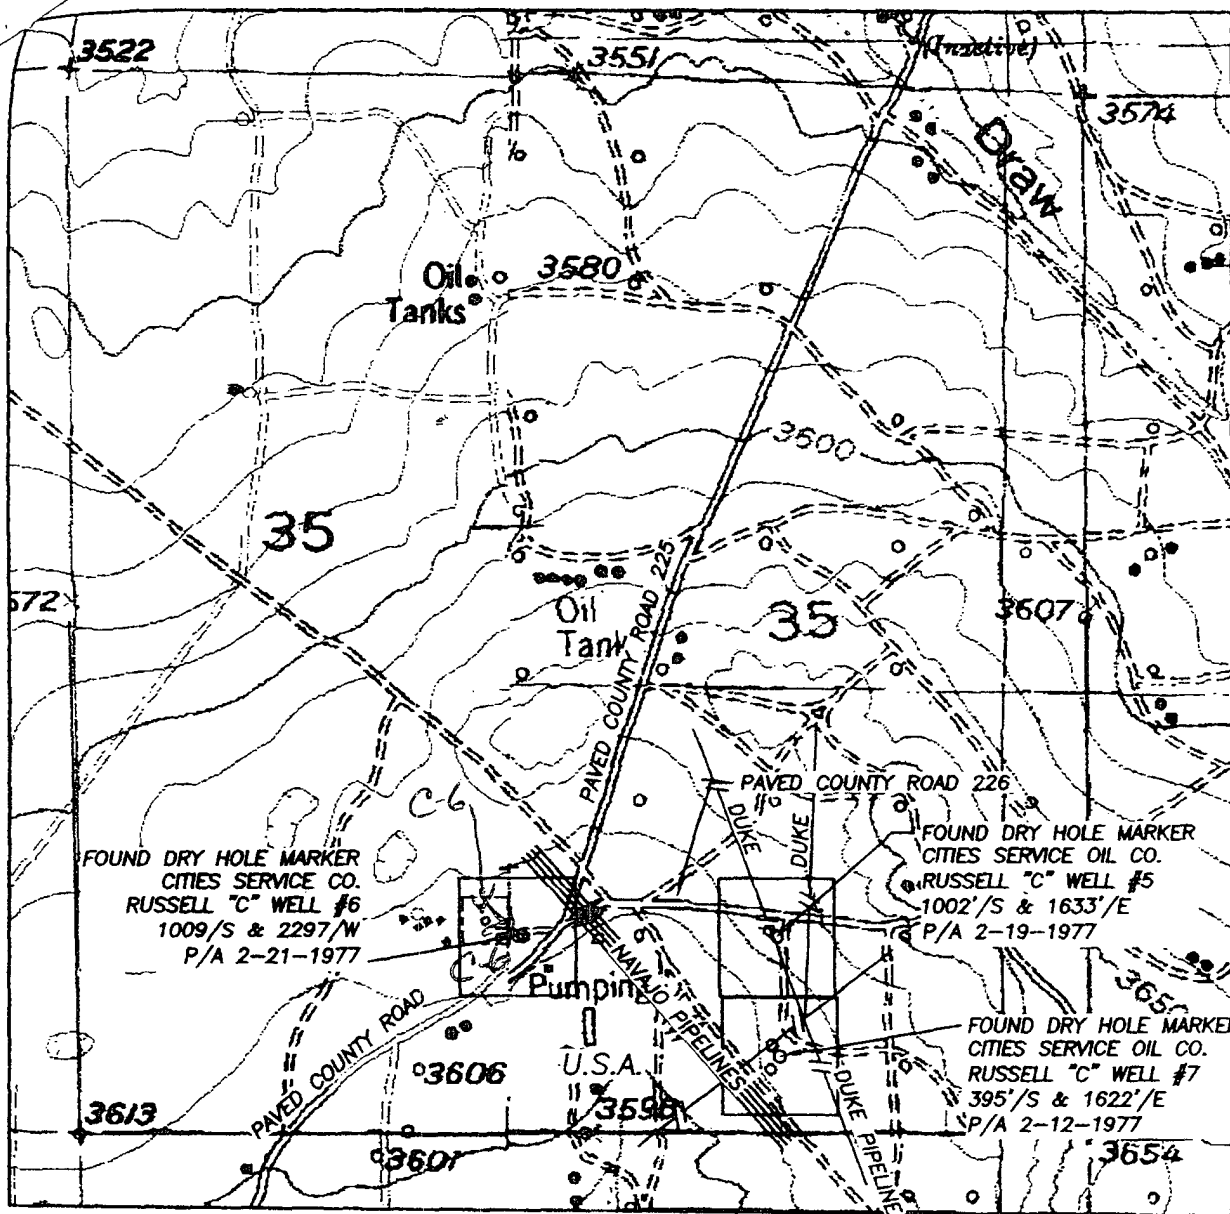 (Inactive)
3522
3551
3574
Draw
Oil
Tanks
3580
3600
35
3607
Oil
Tank
35
PAVED COUNTY ROAD 225
PAVED COUNTY ROAD 226
DUKE
DUKE
C-6
FOUND DRY HOLE MARKER
CITIES SERVICE CO.
RUSSELL "C" WELL #6
1009/S & 2297/W
P/A 2-21-1977
FOUND DRY HOLE MARKER
CITIES SERVICE OIL CO.
RUSSELL "C" WELL #5
1002'/S & 1633'/E
P/A 2-19-1977
C-6
NAVAJO PIPELINES
PAVED COUNTY ROAD
U.S.A.
3606
FOUND DRY HOLE MARKER
CITIES SERVICE OIL CO.
RUSSELL "C" WELL #7
395'/S & 1622'/E
P/A 2-12-1977
DUKE PIPELINE
3613
3601
3654